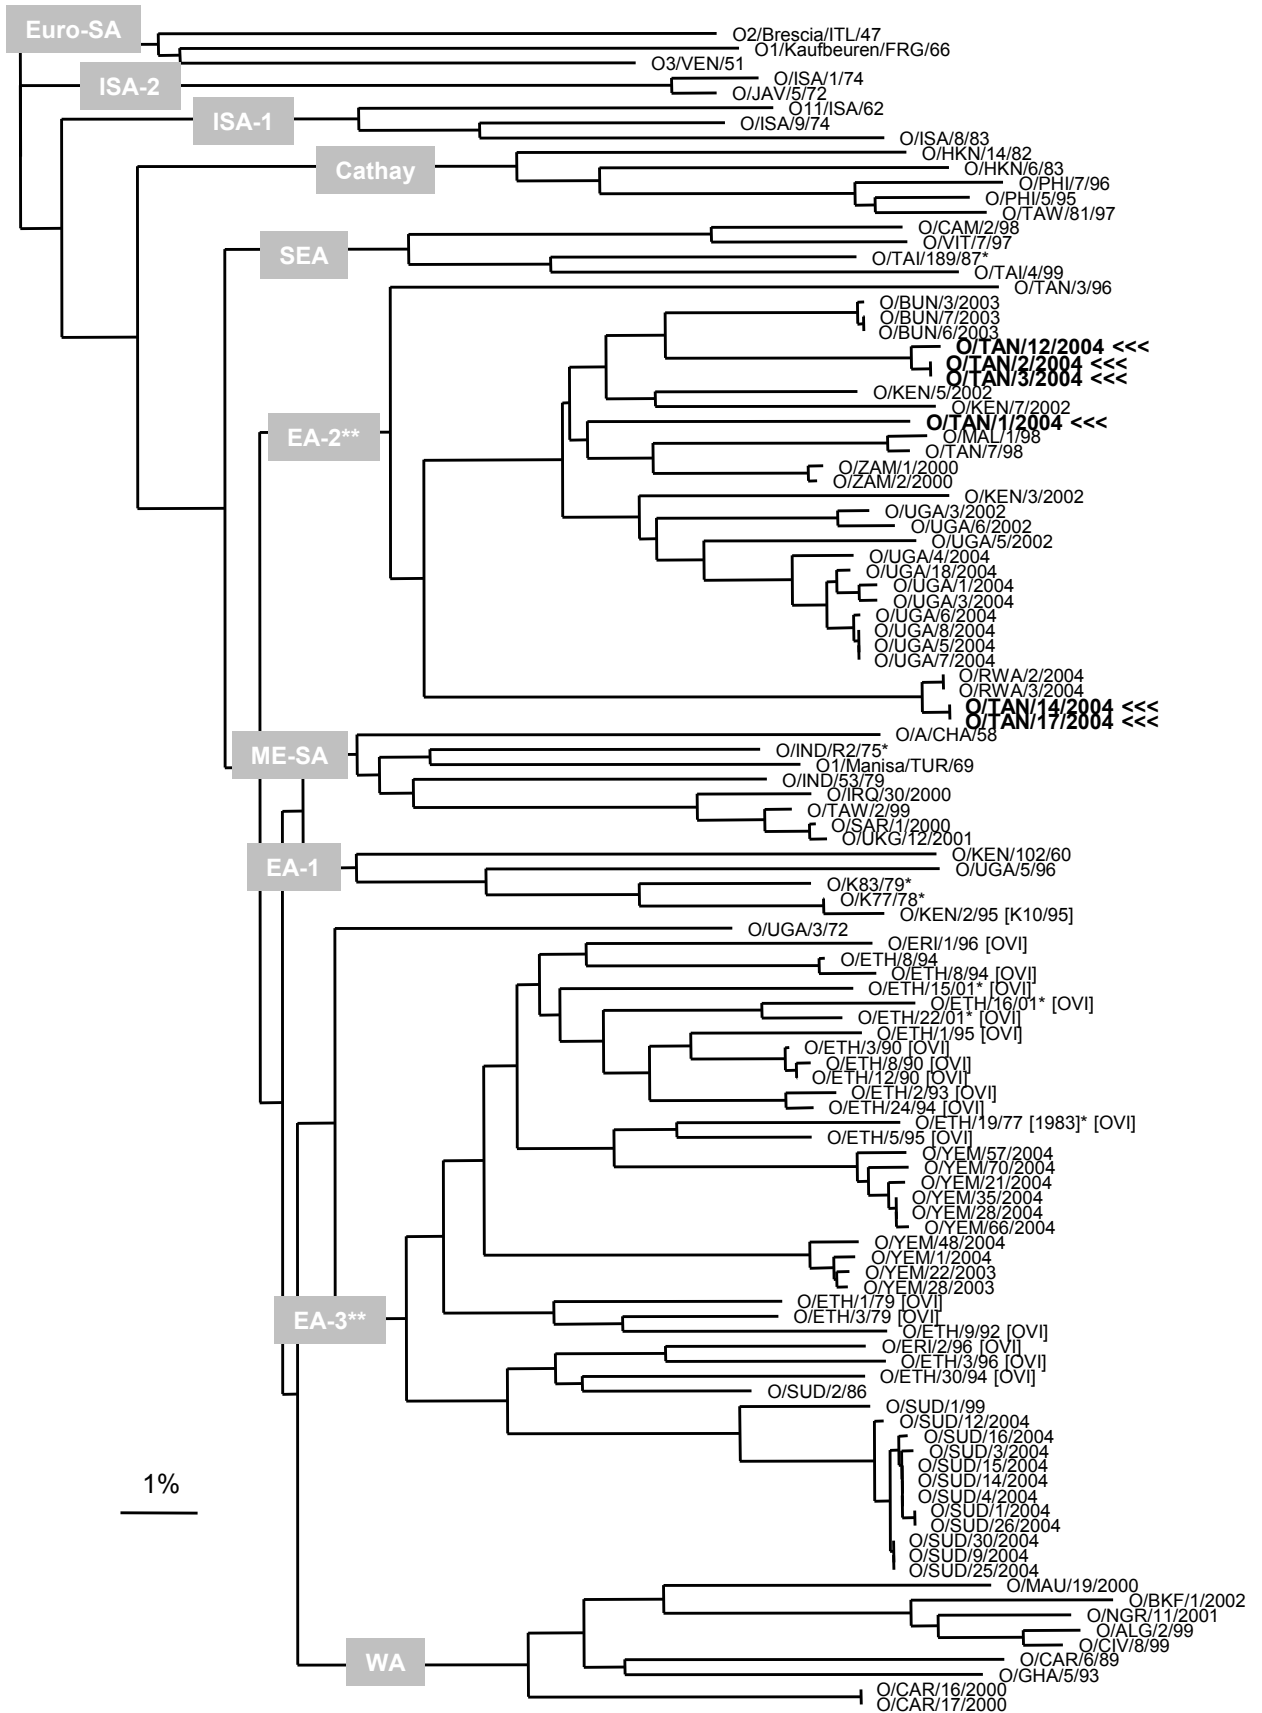 Euro-SA
O2/Brescia/ITL/47
O1/Kaufbeuren/FRG/66
O3/VEN/51
ISA-2
O/ISA/1/74
O/JAV/5/72
ISA-1
O11/ISA/62
O/ISA/9/74
O/ISA/8/83
Cathay
O/HKN/14/82
O/HKN/6/83
O/PHI/7/96
O/PHI/5/95
O/TAW/81/97
SEA
O/CAM/2/98
O/VIT/7/97
O/TAI/189/87*
O/TAI/4/99
O/TAN/3/96
O/BUN/3/2003
O/BUN/7/2003
O/BUN/6/2003
O/TAN/12/2004 <<<
O/TAN/2/2004 <<<
O/TAN/3/2004 <<<
O/KEN/5/2002
O/KEN/7/2002
EA-2**
O/TAN/1/2004 <<<
O/MAL/1/98
O/TAN/7/98
O/ZAM/1/2000
O/ZAM/2/2000
O/KEN/3/2002
O/UGA/3/2002
O/UGA/6/2002
O/UGA/5/2002
O/UGA/4/2004
O/UGA/18/2004
O/UGA/1/2004
O/UGA/3/2004
O/UGA/6/2004
O/UGA/8/2004
O/UGA/5/2004
O/UGA/7/2004
O/RWA/2/2004
O/RWA/3/2004
O/TAN/14/2004 <<<
O/TAN/17/2004 <<<
O/A/CHA/58
ME-SA
O/IND/R2/75*
O1/Manisa/TUR/69
O/IND/53/79
O/IRQ/30/2000
O/TAW/2/99
O/SAR/1/2000
O/UKG/12/2001
EA-1
O/KEN/102/60
O/UGA/5/96
O/K83/79*
O/K77/78*
O/KEN/2/95 [K10/95]
O/UGA/3/72
O/ERI/1/96 [OVI]
O/ETH/8/94
O/ETH/8/94 [OVI]
O/ETH/15/01* [OVI]
O/ETH/16/01* [OVI]
O/ETH/22/01* [OVI]
O/ETH/1/95 [OVI]
O/ETH/3/90 [OVI]
O/ETH/8/90 [OVI]
O/ETH/12/90 [OVI]
O/ETH/2/93 [OVI]
O/ETH/24/94 [OVI]
O/ETH/19/77 [1983]* [OVI]
O/ETH/5/95 [OVI]
O/YEM/57/2004
O/YEM/70/2004
O/YEM/21/2004
O/YEM/35/2004
O/YEM/28/2004
O/YEM/66/2004
O/YEM/48/2004
O/YEM/1/2004
O/YEM/22/2003
O/YEM/28/2003
EA-3**
O/ETH/1/79 [OVI]
O/ETH/3/79 [OVI]
O/ETH/9/92 [OVI]
O/ERI/2/96 [OVI]
O/ETH/3/96 [OVI]
O/ETH/30/94 [OVI]
O/SUD/2/86
O/SUD/1/99
O/SUD/12/2004
O/SUD/16/2004
O/SUD/3/2004
O/SUD/15/2004
O/SUD/14/2004
O/SUD/4/2004
O/SUD/1/2004
O/SUD/26/2004
O/SUD/30/2004
O/SUD/9/2004
O/SUD/25/2004
1%
O/MAU/19/2000
O/BKF/1/2002
O/NGR/11/2001
O/ALG/2/99
O/CIV/8/99
WA
O/CAR/6/89
O/GHA/5/93
O/CAR/16/2000
O/CAR/17/2000